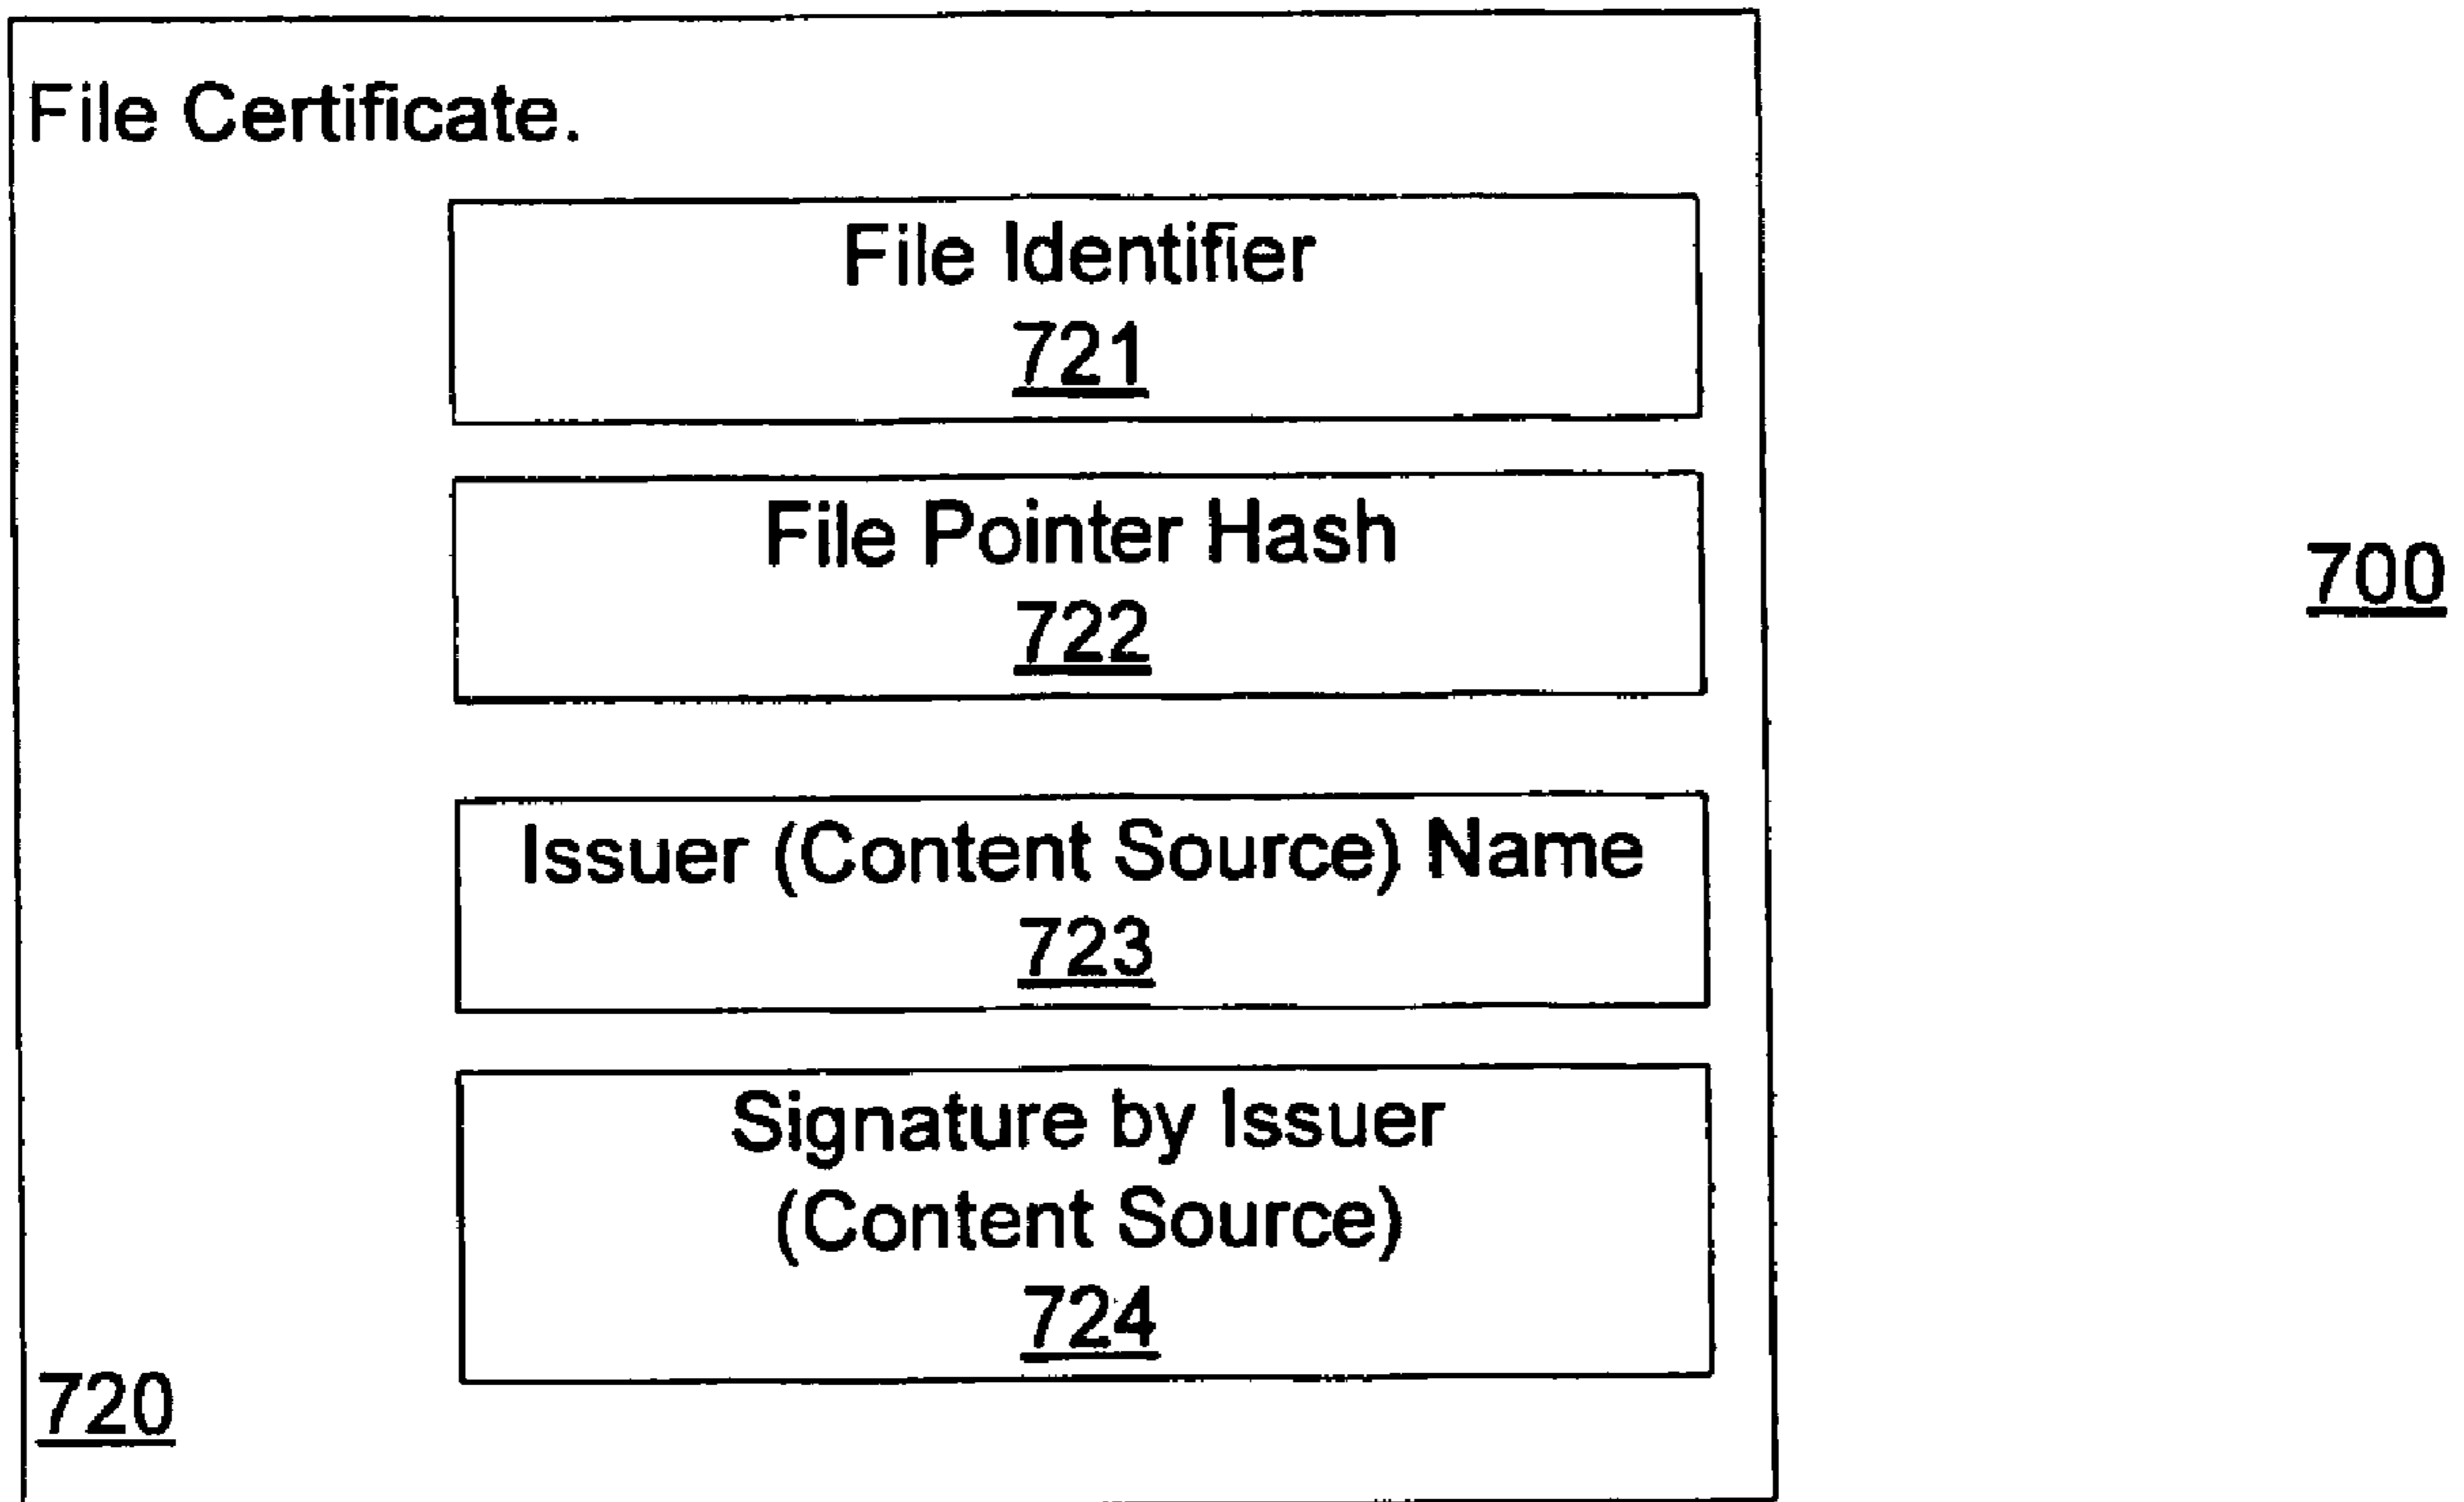 File Certificate.
File Identifier
721
File Pointer Hash
722
700
Issuer (Content Source) Name
723
Signature by Issuer
(Content Source)
724
720